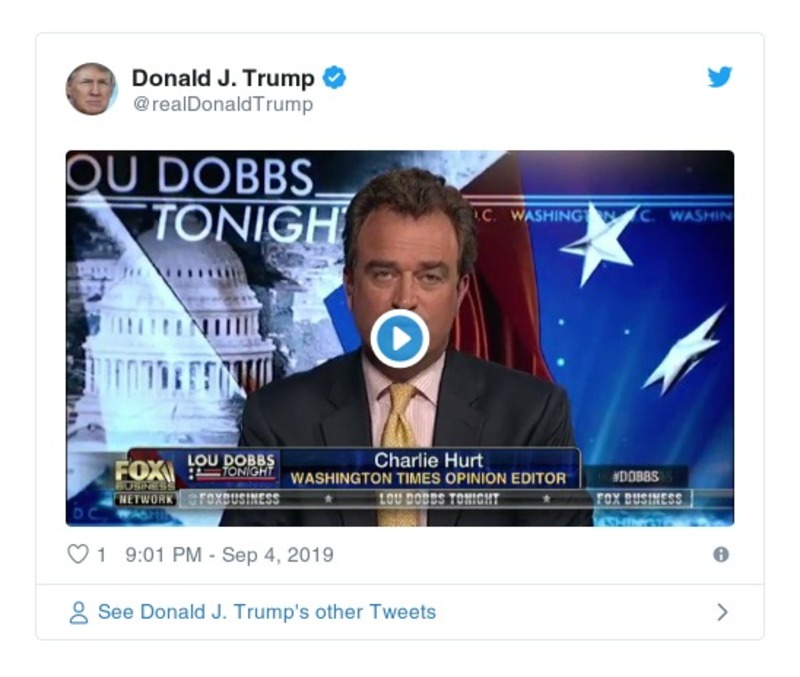 Donald J. Trump
@realDonaldTrump
OU DOBBS
TONIGH
D.C. WASHINGTON D.C. WASHIN
Charlie Hurt
WASHINGTON TIMES OPINION EDITOR
FOX
BUSINESS
NETWORK
LOU DOBBS
TONIGHT
#DOBBS
@FOXBUSINESS * LOU DOBBS TONIGHT * FOX BUSINESS
D.C.
1 9:01 PM - Sep 4, 2019
See Donald J. Trump's other Tweets